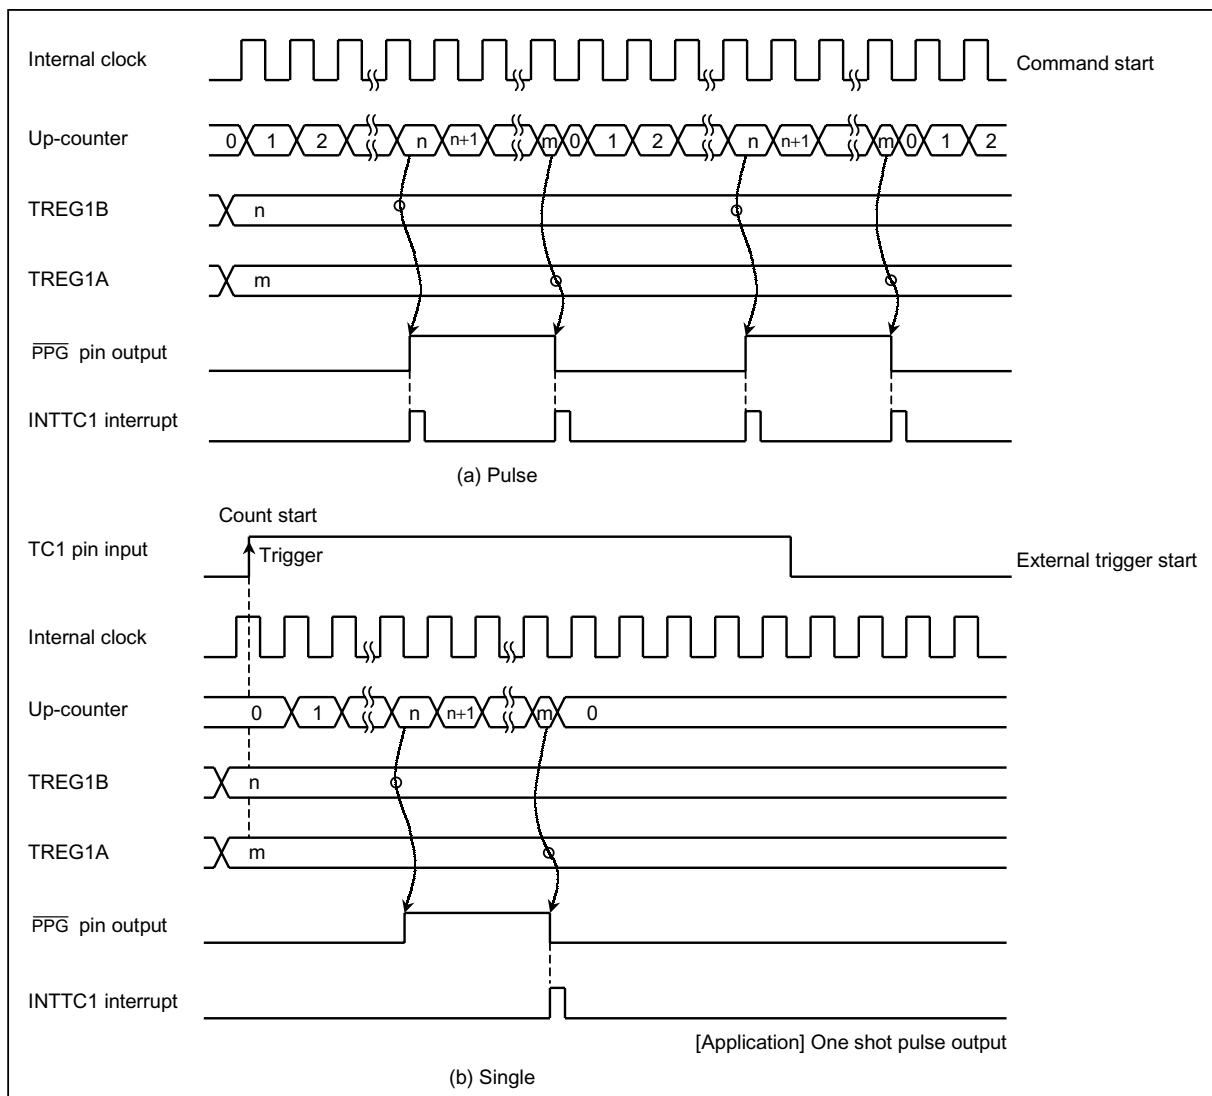 Internal clock
Command start
Up-counter 0 1 2 n n+1 m 0 1 2 n n+1 m 0 1 2
TREG1B n
TREG1A m
PPG pin output
INTTC1 interrupt
(a) Pulse
Count start
TC1 pin input Trigger External trigger start
Internal clock
Up-counter 0 1 n n+1 m 0
TREG1B n
TREG1A m
PPG pin output
INTTC1 interrupt
[Application] One shot pulse output
(b) Single